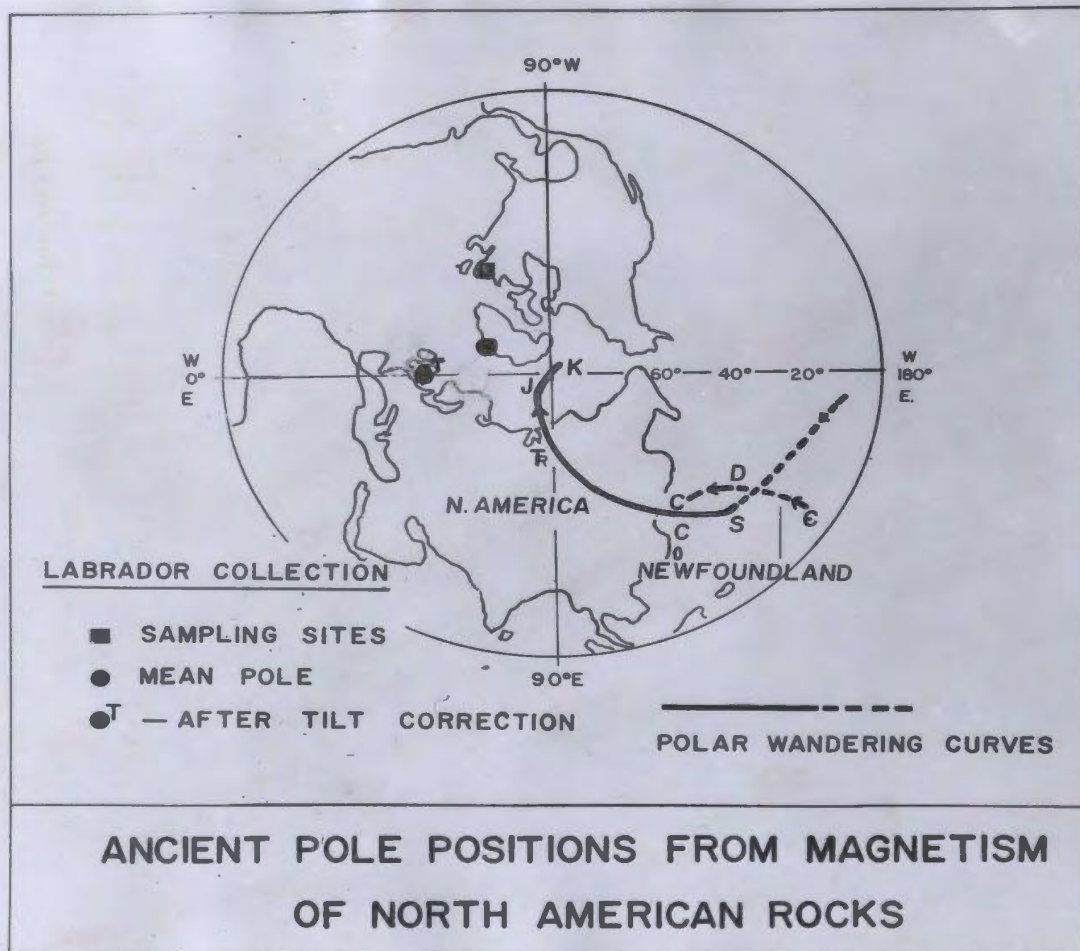 90°W
W
0°
E
K
60°
40°
20°
W
180°
E.
J
TR
N. AMERICA
C
D
S
Є
C
NEWFOUNDLAND
LABRADOR COLLECTION
SAMPLING SITES
MEAN POLE
T — AFTER TILT CORRECTION
90°E
POLAR WANDERING CURVES
ANCIENT POLE POSITIONS FROM MAGNETISM
OF NORTH AMERICAN ROCKS